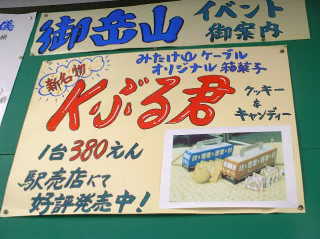 御岳山 イベント
御案内
新名物
みたけ山ケーブル
オリジナル箱菓子
Kぶる君
クッキー
&
キャンディー
1台380えん
駅売店にて
好評発売中!